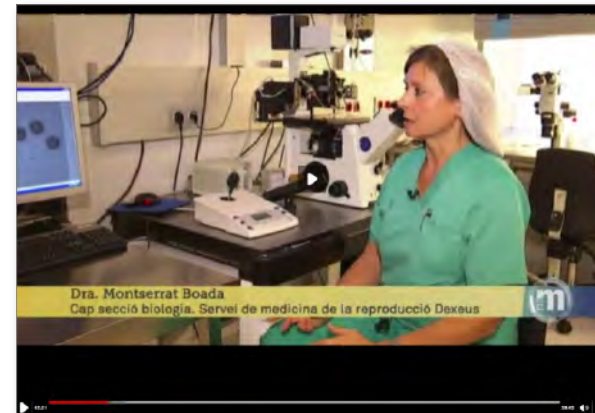 Dra. Montserrat Boada
Cap secció biologia. Servei de medicina de la reproducció Dexeus
m